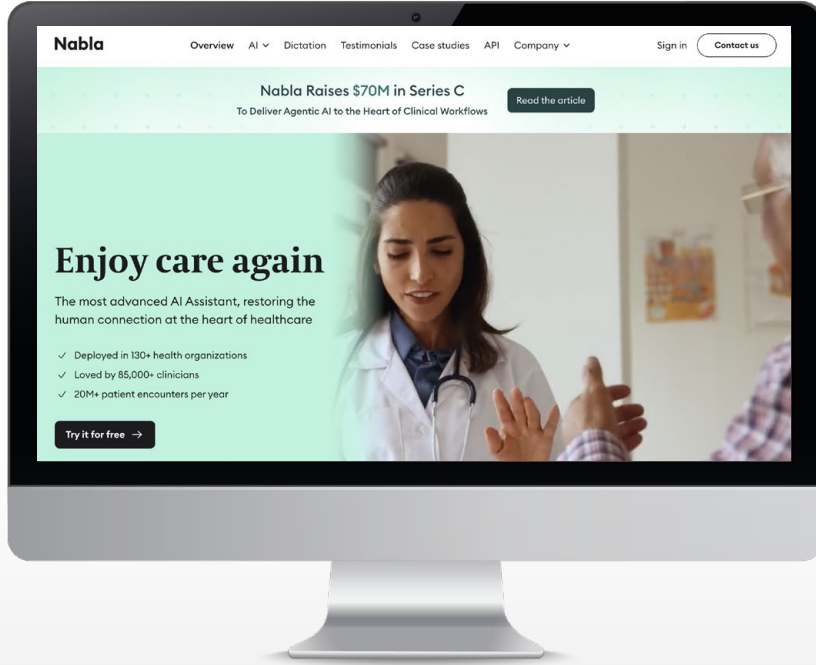 Nabla
Overview AI Dictation Testimonials Case studies API Company Sign in Contact us
Nabla Raises $70M in Series C
To Deliver Agentic AI to the Heart of Clinical Workflows
Read the article
Enjoy care again
The most advanced AI Assistant, restoring the
human connection at the heart of healthcare
✓ Deployed in 130+ health organizations
✓ Loved by 85,000+ clinicians
✓ 20M+ patient encounters per year
Try it for free →